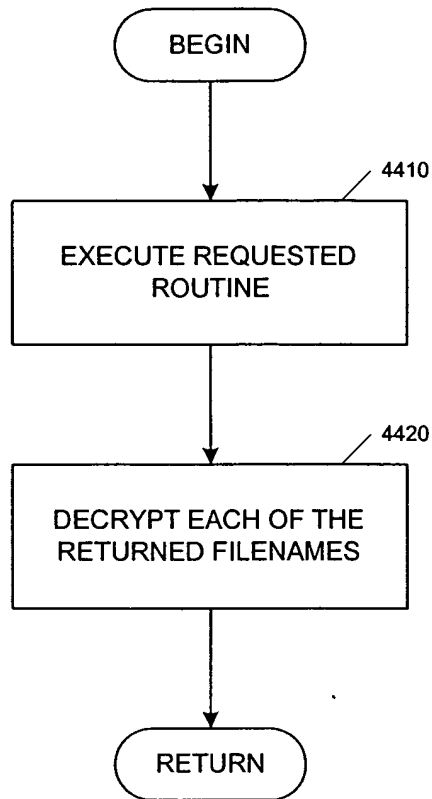 BEGIN
4410
EXECUTE REQUESTED
ROUTINE
4420
DECRYPT EACH OF THE
RETURNED FILENAMES
RETURN